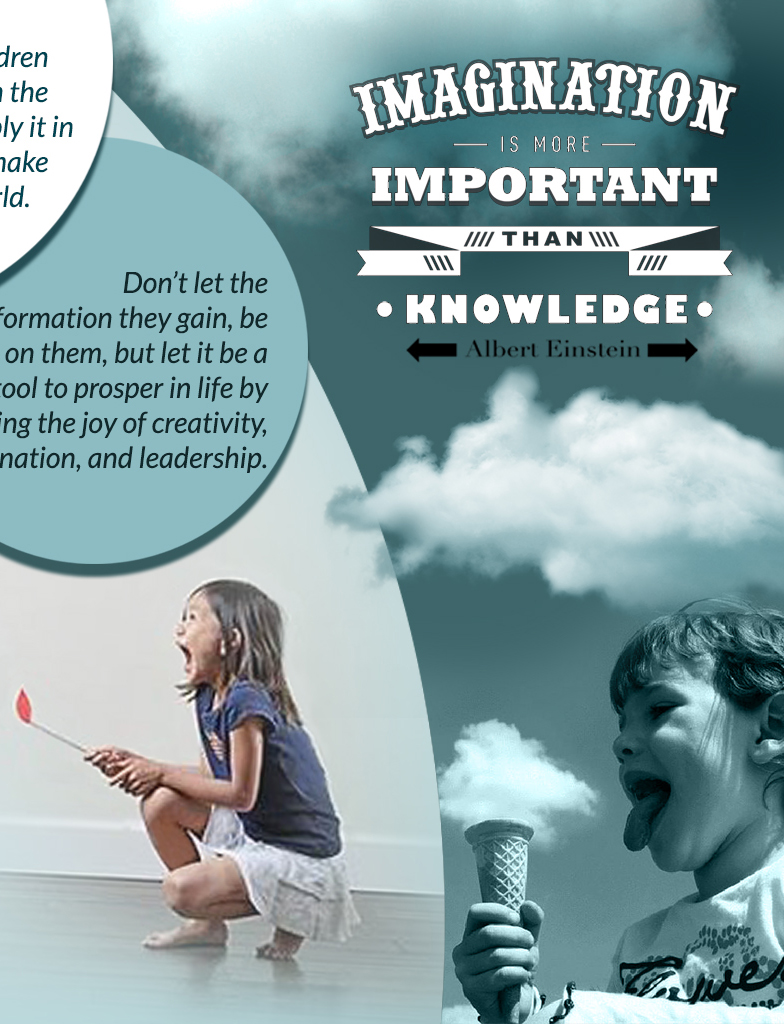 dren
the
ly it in
make
rld.
Don't let the
formation they gain, be
on them, but let it be a
tool to prosper in life by
ing the joy of creativity,
nation, and leadership.
IMAGINATION
IS MORE
IMPORTANT
THAN
KNOWLEDGE
Albert Einstein